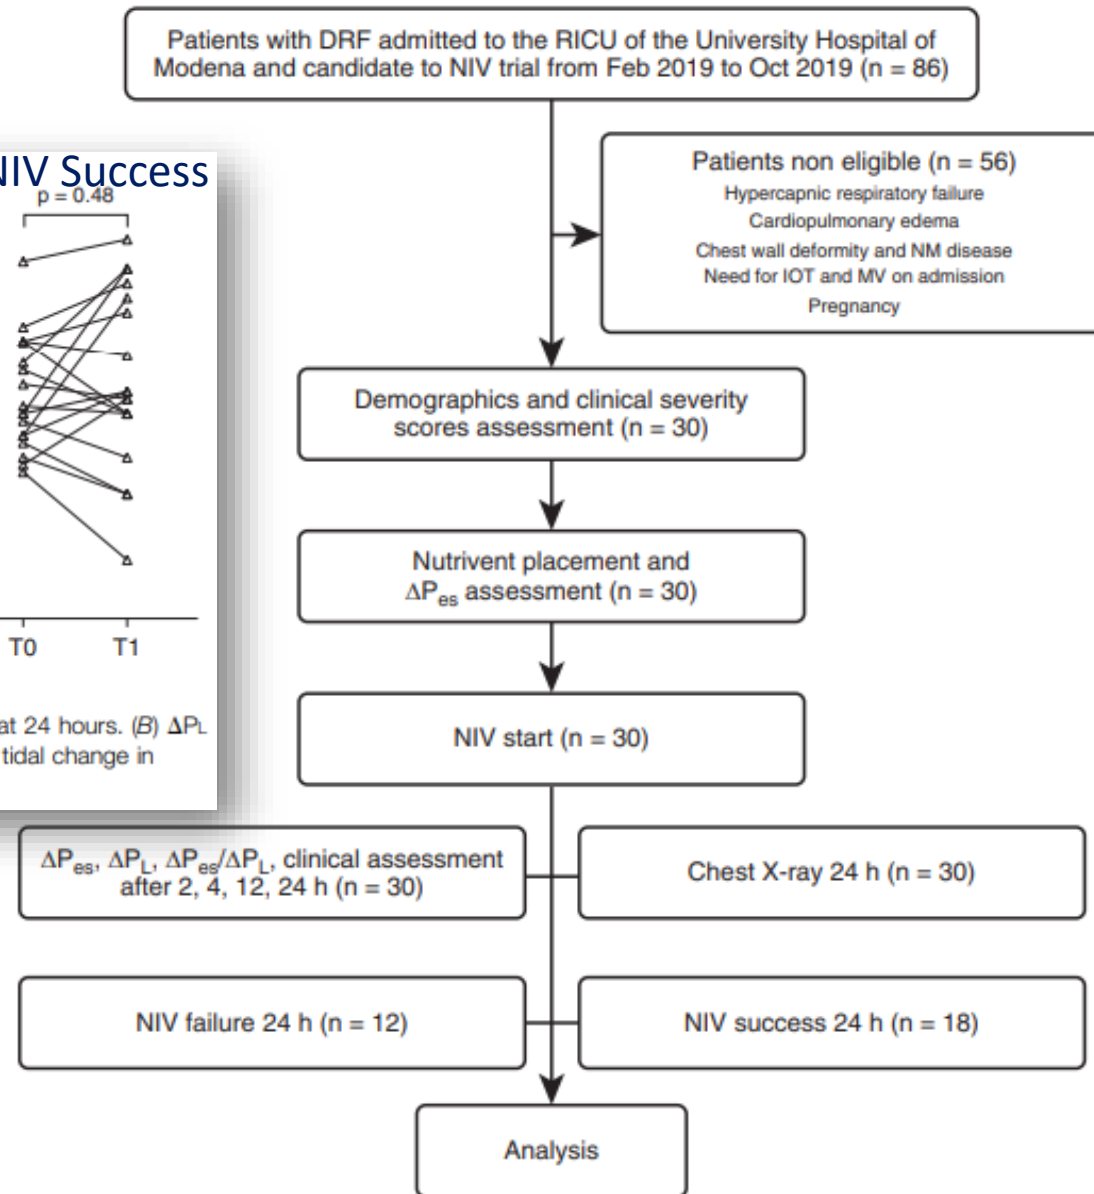 Patients with DRF admitted to the RICU of the University Hospital of
Modena and candidate to NIV trial from Feb 2019 to Oct 2019 (n = 86)
Patients non eligible (n = 56)
Hypercapnic respiratory failure
Cardiopulmonary edema
Chest wall deformity and NM disease
Need for IOT and MV on admission
Pregnancy
NIV Success
p = 0.48
T0 T1
at 24 hours. (B) ΔPL
tidal change in
Demographics and clinical severity
scores assessment (n = 30)
Nutrivent placement and
ΔPes assessment (n = 30)
NIV start (n = 30)
ΔPes, ΔPL, ΔPes/ΔPL, clinical assessment
after 2, 4, 12, 24 h (n = 30)
Chest X-ray 24 h (n = 30)
NIV failure 24 h (n = 12)
NIV success 24 h (n = 18)
Analysis